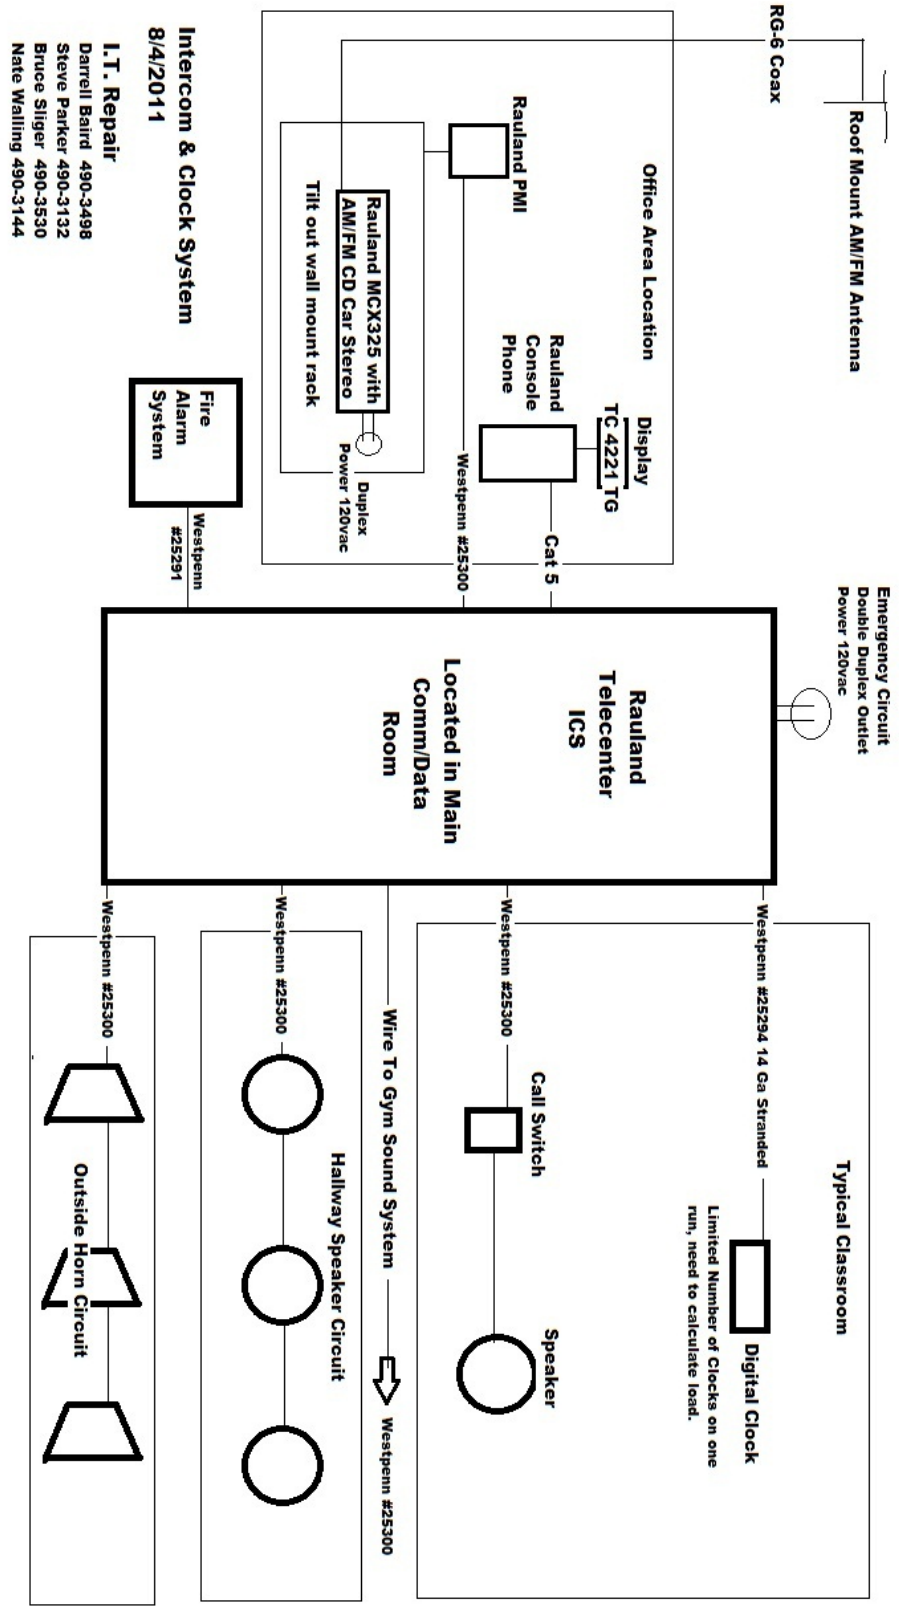 RG-6 Coax
Roof Mount AM/FM Antenna
Office Area Location
Rauland PMI
Rauland MCX325 with
AM/FM CD Car Stereo
Tilt out wall mount rack
Duplex
Power 120vac
Rauland
Console
Phone
Display
TC 4221 TG
Westpenn #25300
Cat 5
Intercom & Clock System
8/4/2011
I.T. Repair
Darrell Baird 490-3498
Steve Parker 490-3132
Bruce Sliger 490-3530
Nate Walling 490-3144
Fire
Alarm
System
Westpenn
#25291
Emergency Circuit
Double Duplex Outlet
Power 120vac
Rauland
Telecenter
ICS
Located in Main
Comm/Data
Room
Typical Classroom
Westpenn #25294 14 Ga Stranded
Digital Clock
Limited Number of Clocks on one
run, need to calculate load.
Westpenn #25300
Call Switch
Speaker
Wire To Gym Sound System
Westpenn #25300
Hallway Speaker Circuit
Westpenn #25300
Westpenn #25300
Outside Horn Circuit